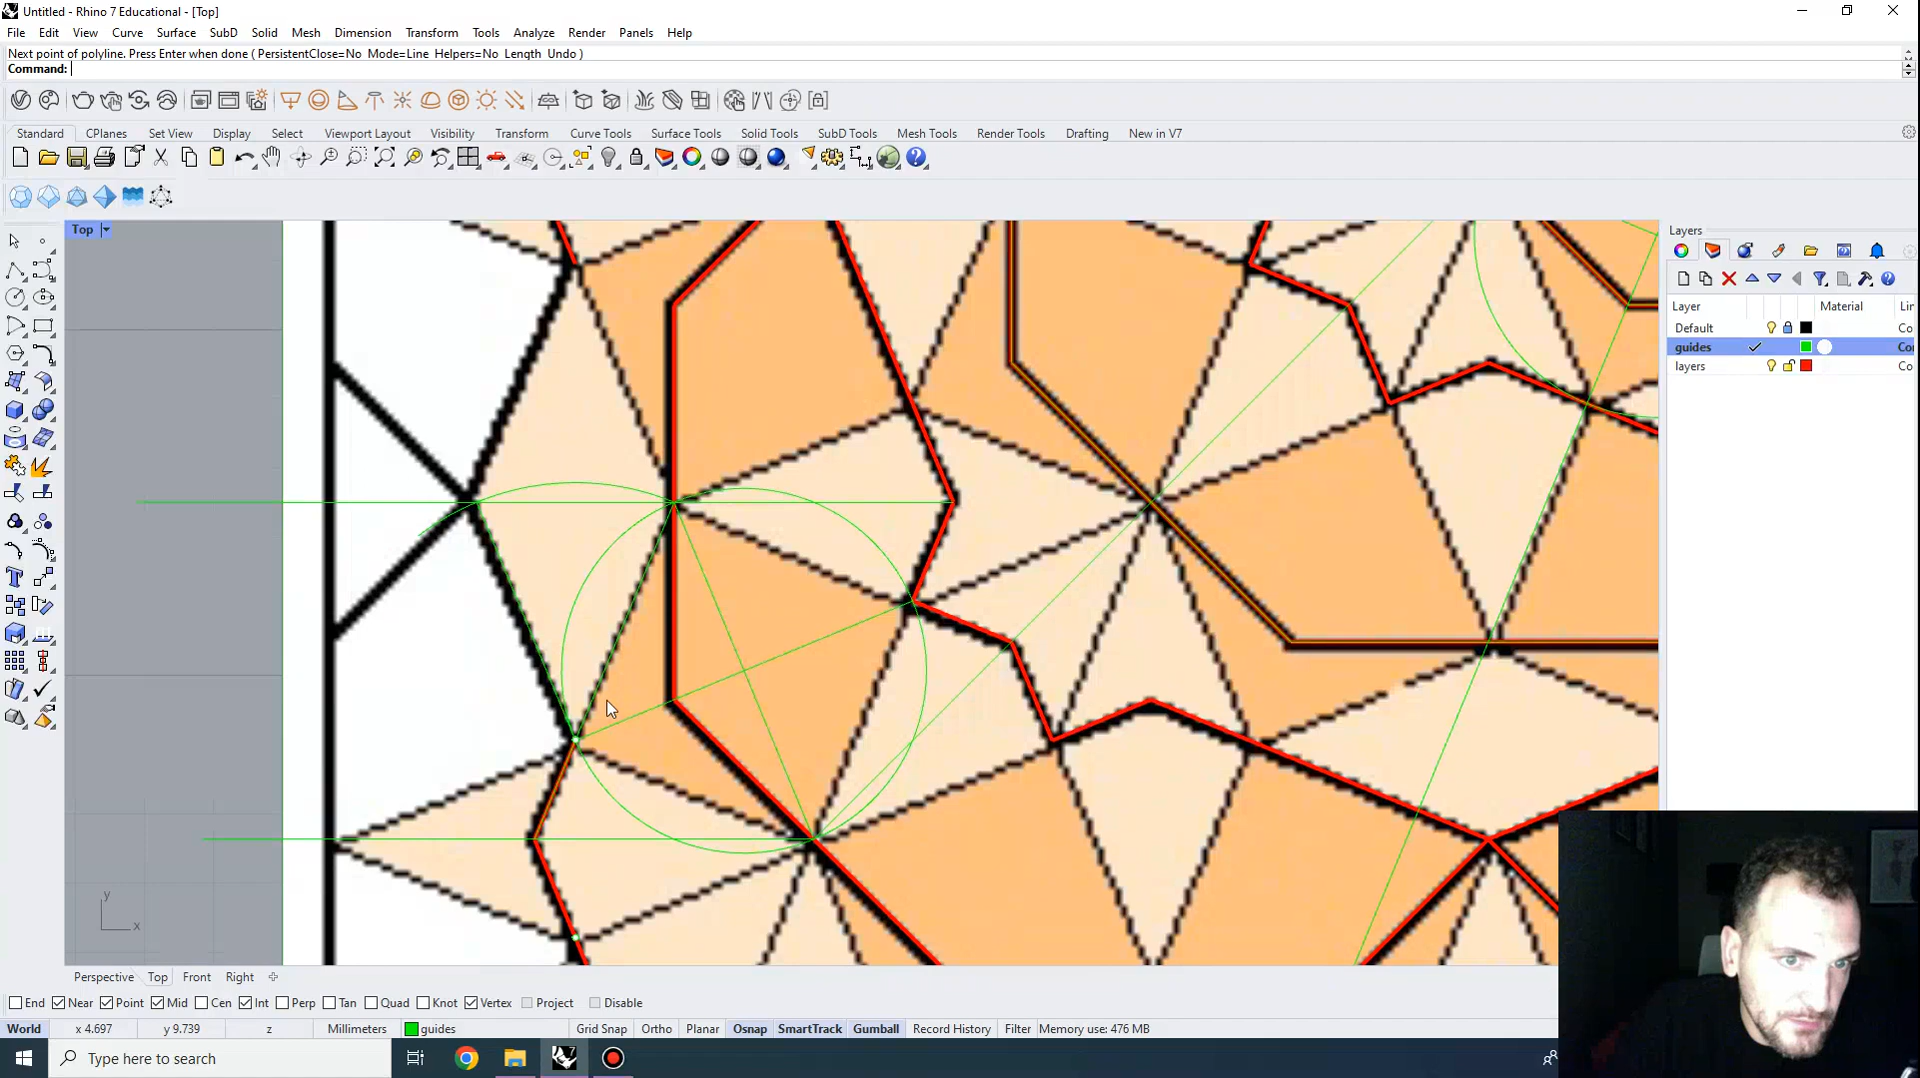 Untitled - Rhino 7 Educational - [Top]
File Edit View Curve Surface SubD Solid Mesh Dimension Transform Tools Analyze Render Panels Help
Next point of polyline. Press Enter when done ( PersistentClose=No Mode=Line Helpers=No Length Undo )
Command:
Standard CPlanes Set View Display Select Viewport Layout Visibility Transform Curve Tools Surface Tools Solid Tools SubD Tools Mesh Tools Render Tools Drafting New in V7
Top
Layers
Layer Material
Default Co
guides
layers Co
y
x
Perspective Top Front Right
End Near Point Mid Cen Int Perp Tan Quad Knot Vertex Project Disable
World x 4.697 y 9.739 z Millimeters guides Grid Snap Ortho Planar Osnap SmartTrack Gumball Record History Filter Memory use: 476 MB
Type here to search